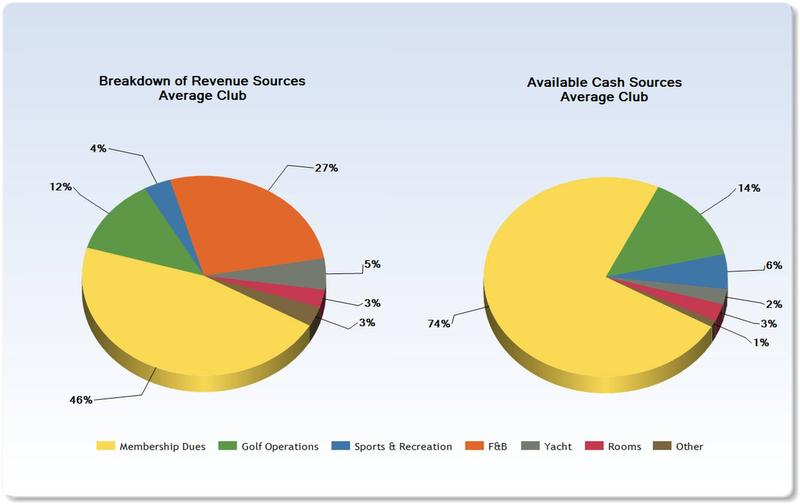 Breakdown of Revenue Sources
Average Club
4%
27%
12%
5%
3%
3%
46%
Available Cash Sources
Average Club
14%
6%
2%
3%
1%
74%
Membership Dues
Golf Operations
Sports & Recreation
F&B
Yacht
Rooms
Other